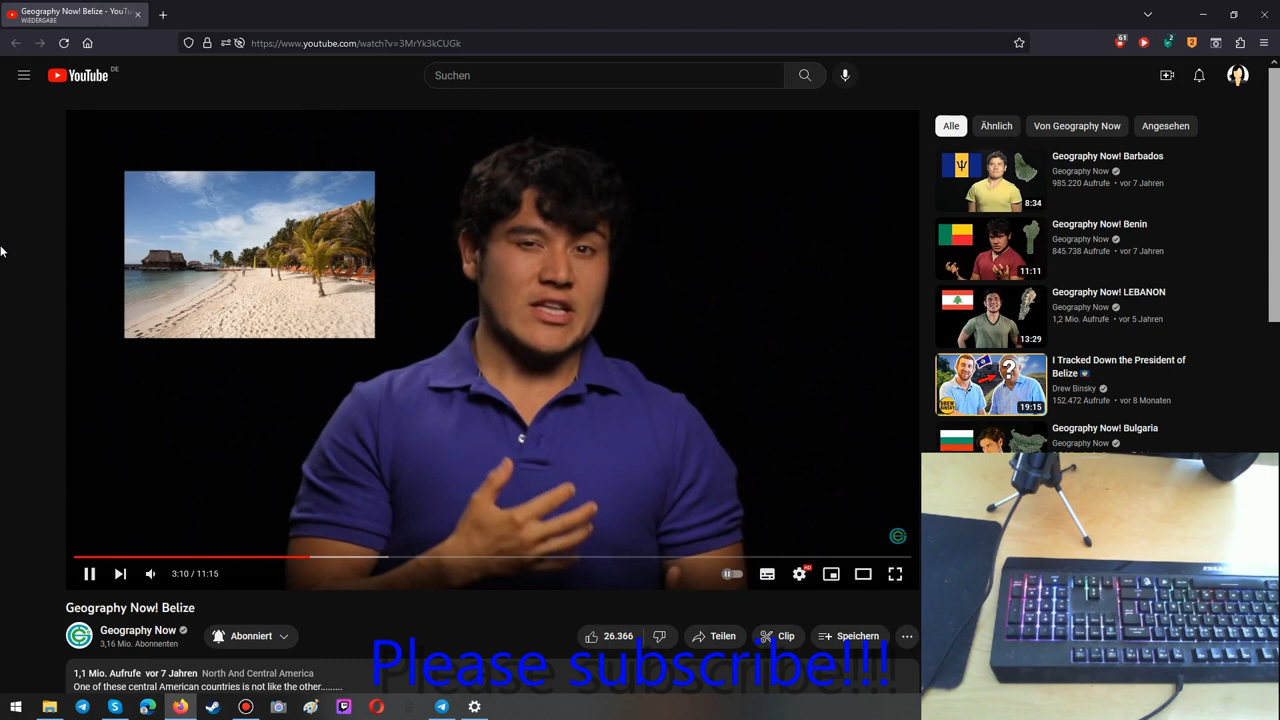 Geography Now! Belize - YouTu
WIEDERGABE
https://www.youtube.com/watch?v=3MrYk3kCUGk
61
2
2
YouTube DE
Suchen
Alle
Ähnlich
Von Geography Now
Angesehen
Geography Now! Barbados
Geography Now
985.220 Aufrufe • vor 7 Jahren
8:34
Geography Now! Benin
Geography Now
845.738 Aufrufe • vor 7 Jahren
11:11
Geography Now! LEBANON
Geography Now
1,2 Mio. Aufrufe • vor 5 Jahren
13:29
I Tracked Down the President of
Belize
Drew Binsky
152.472 Aufrufe • vor 8 Monaten
?
19:15
Geography Now! Bulgaria
Geography Now
3:10 / 11:15
HD
Geography Now! Belize
Geography Now
3,16 Mio. Abonnenten
Abonniert
26.366
Teilen
Clip
Speichern
1,1 Mio. Aufrufe vor 7 Jahren North And Central America
One of these central American countries is not like the other.........
Please subscribe!!!